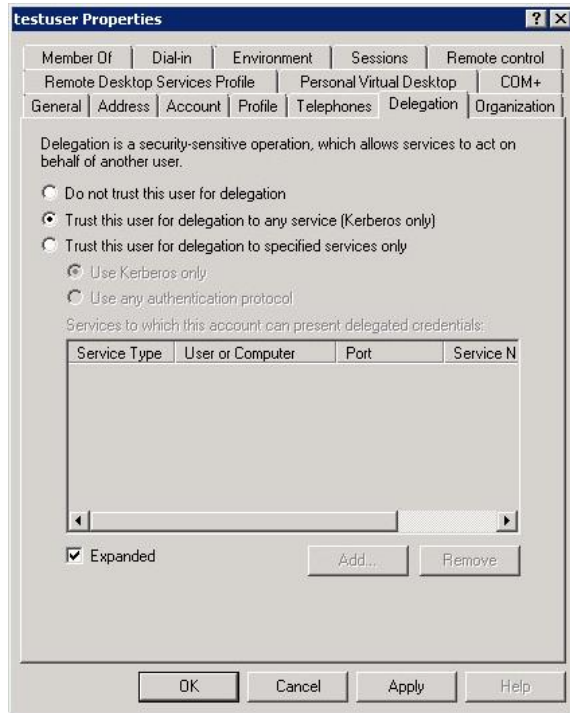 testuser Properties
Member Of Dial-in Environment Sessions Remote control
Remote Desktop Services Profile Personal Virtual Desktop COM+
General Address Account Profile Telephones Delegation Organization
Delegation is a security-sensitive operation, which allows services to act on
behalf of another user.
Do not trust this user for delegation
Trust this user for delegation to any service (Kerberos only)
Trust this user for delegation to specified services only
Use Kerberos only
Use any authentication protocol
Services to which this account can present delegated credentials:
Service Type User or Computer Port Service N
Expanded Add... Remove
OK Cancel Apply Help